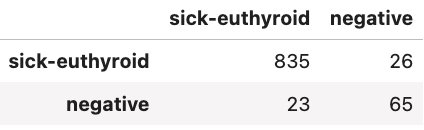 sick-euthyroid negative
sick-euthyroid 835 26
negative 23 65